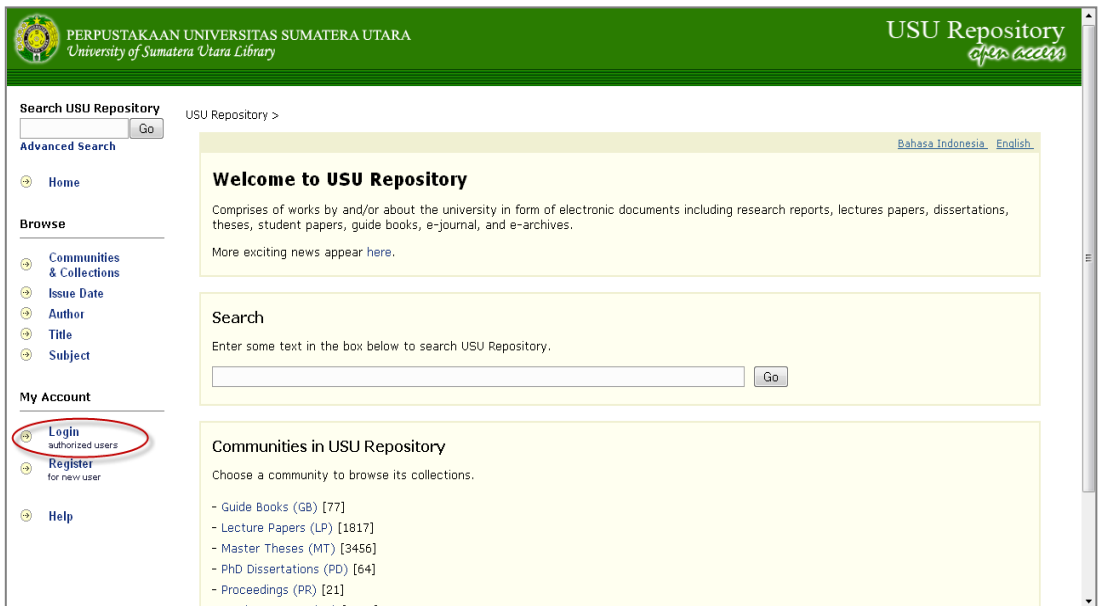 PERPUSTAKAAN UNIVERSITAS SUMATERA UTARA
University of Sumatera Utara Library
USU Repository
open access
Search USU Repository
Go
Advanced Search
Home
Browse
Communities
& Collections
Issue Date
Author
Title
Subject
My Account
Login
authorized users
Register
for new user
Help
USU Repository >
Bahasa Indonesia English
Welcome to USU Repository
Comprises of works by and/or about the university in form of electronic documents including research reports, lectures papers, dissertations,
theses, student papers, guide books, e-journal, and e-archives.
More exciting news appear here.
Search
Enter some text in the box below to search USU Repository.
Go
Communities in USU Repository
Choose a community to browse its collections.
- Guide Books (GB) [77]
- Lecture Papers (LP) [1817]
- Master Theses (MT) [3456]
- PhD Dissertations (PD) [64]
- Proceedings (PR) [21]